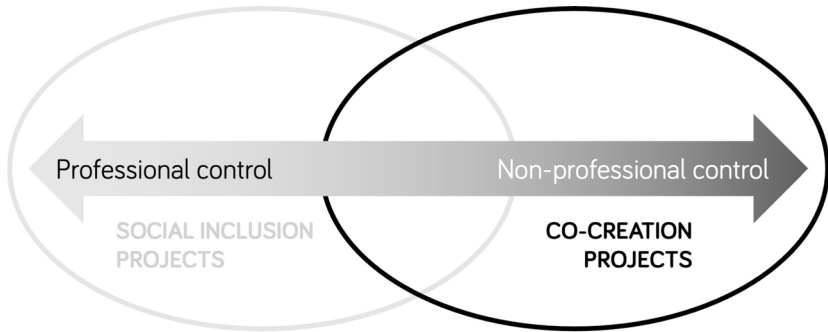 Professional control
Non-professional control
SOCIAL INCLUSION
PROJECTS
CO-CREATION
PROJECTS